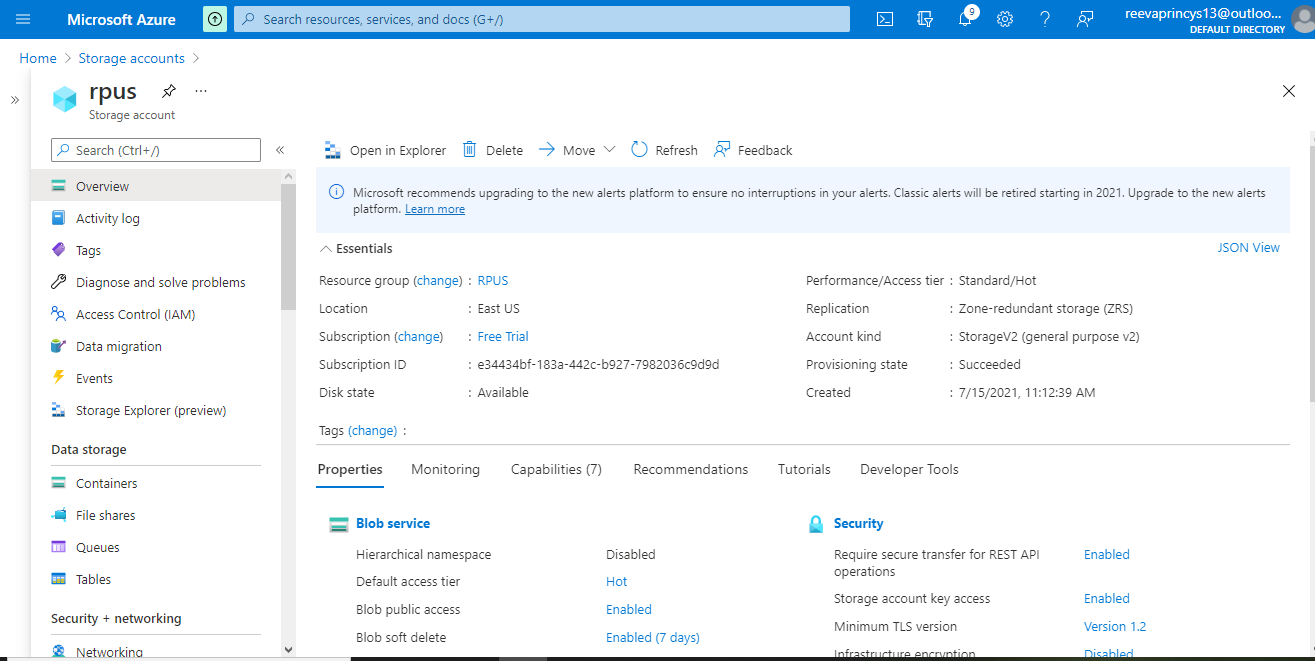 Microsoft Azure
Search resources, services, and docs (G+/)
9
reevaprincys13@outloo...
DEFAULT DIRECTORY
Home > Storage accounts >
rpus
Storage account
Search (Ctrl+/)
Overview
Activity log
Tags
Diagnose and solve problems
Access Control (IAM)
Data migration
Events
Storage Explorer (preview)
Data storage
Containers
File shares
Queues
Tables
Security + networking
Networking
Open in Explorer Delete Move Refresh Feedback
Microsoft recommends upgrading to the new alerts platform to ensure no interruptions in your alerts. Classic alerts will be retired starting in 2021. Upgrade to the new alerts
platform. Learn more
Essentials
JSON View
Resource group (change) : RPUS
Location : East US
Subscription (change) : Free Trial
Subscription ID : e34434bf-183a-442c-b927-7982036c9d9d
Disk state : Available
Performance/Access tier : Standard/Hot
Replication : Zone-redundant storage (ZRS)
Account kind : StorageV2 (general purpose v2)
Provisioning state : Succeeded
Created : 7/15/2021, 11:12:39 AM
Tags (change) :
Properties Monitoring Capabilities (7) Recommendations Tutorials Developer Tools
Blob service
Hierarchical namespace Disabled
Default access tier Hot
Blob public access Enabled
Blob soft delete Enabled (7 days)
Security
Require secure transfer for REST API Enabled
operations
Storage account key access Enabled
Minimum TLS version Version 1.2
Infrastructure encryption Disabled